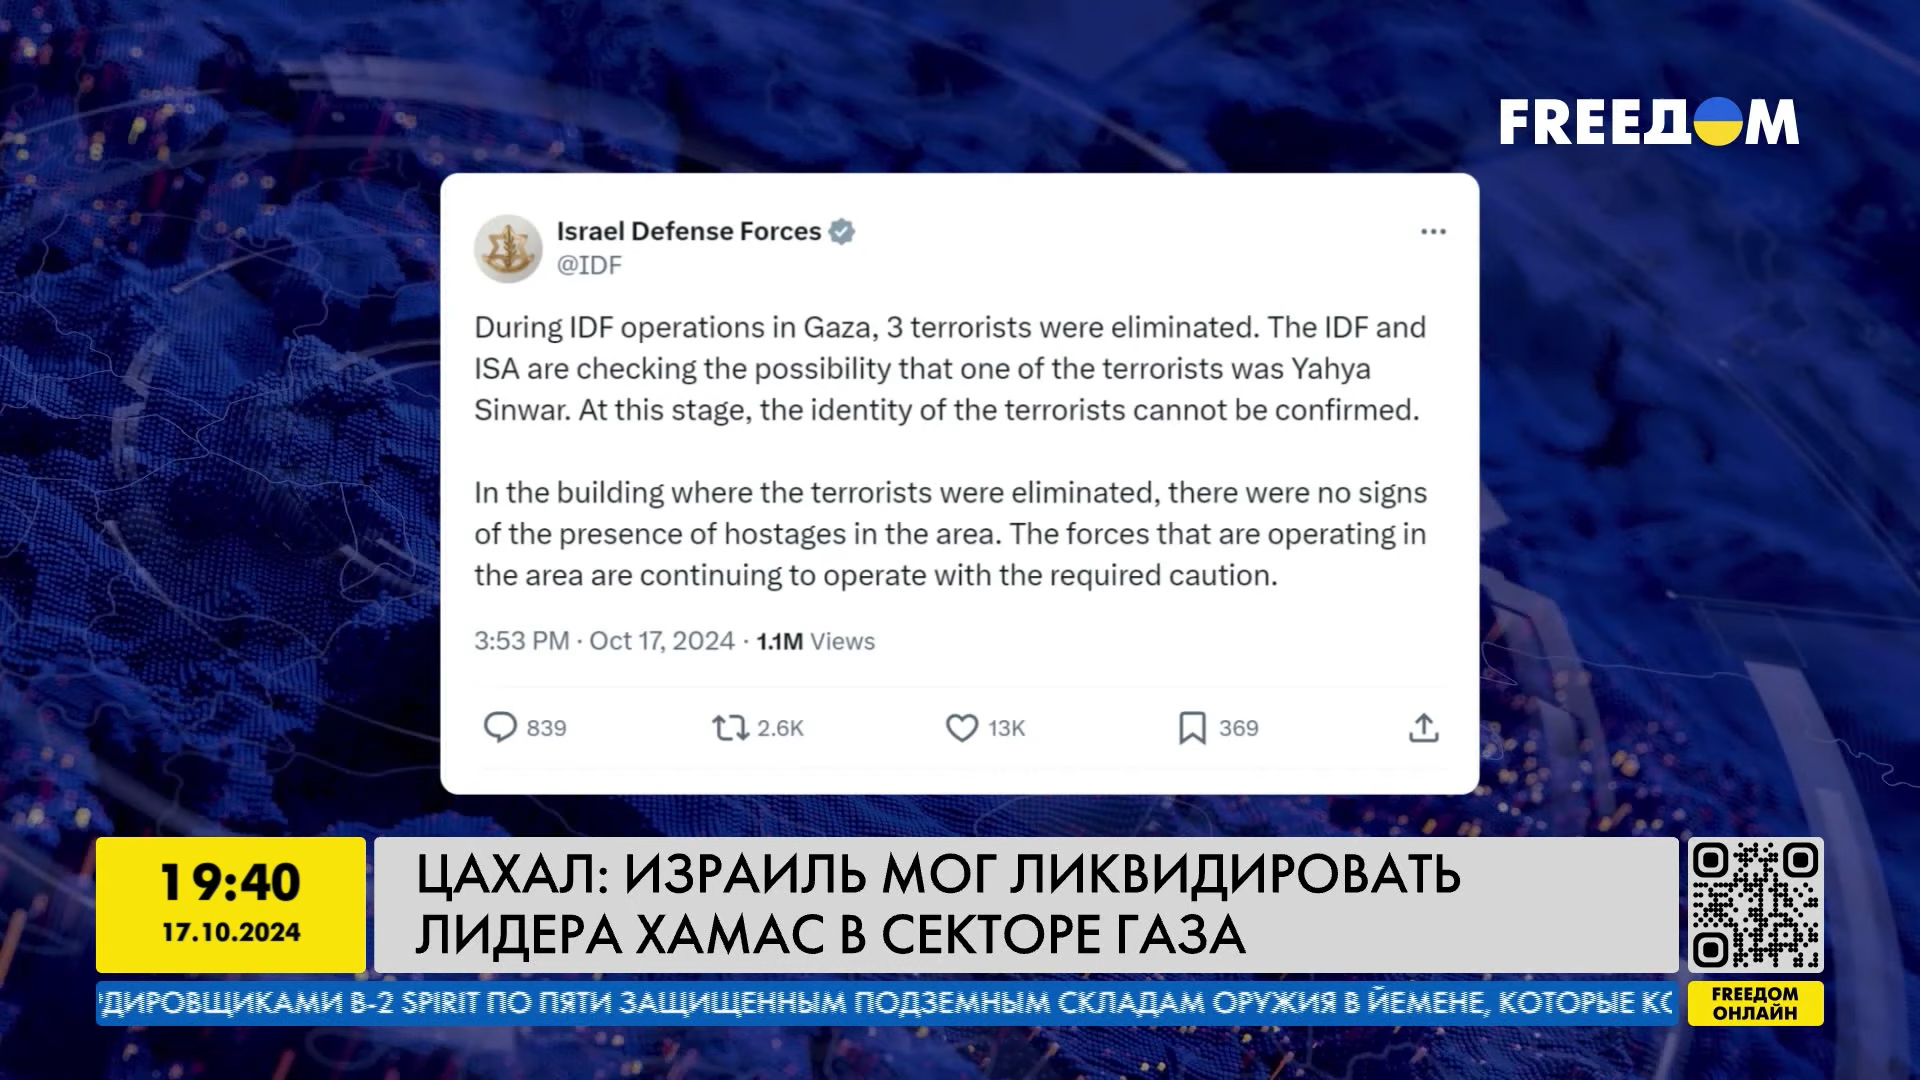 FREEДOM
Israel Defense Forces
@IDF
During IDF operations in Gaza, 3 terrorists were eliminated. The IDF and
ISA are checking the possibility that one of the terrorists was Yahya
Sinwar. At this stage, the identity of the terrorists cannot be confirmed.
In the building where the terrorists were eliminated, there were no signs
of the presence of hostages in the area. The forces that are operating in
the area are continuing to operate with the required caution.
3:53 PM · Oct 17, 2024 · 1.1M Views
839 2.6K 13K 369
19:40
17.10.2024
ЦАХАЛ: ИЗРАИЛЬ МОГ ЛИКВИДИРОВАТЬ
ЛИДЕРА ХАМАС В СЕКТОРЕ ГАЗА
ДИРОВЩИКАМИ B-2 SPIRIT ПО ПЯТИ ЗАЩИЩЕННЫМ ПОДЗЕМНЫМ СКЛАДАМ ОРУЖИЯ В ЙЕМЕНЕ, КОТОРЫЕ КО
FREEДOM
ОНЛАЙН